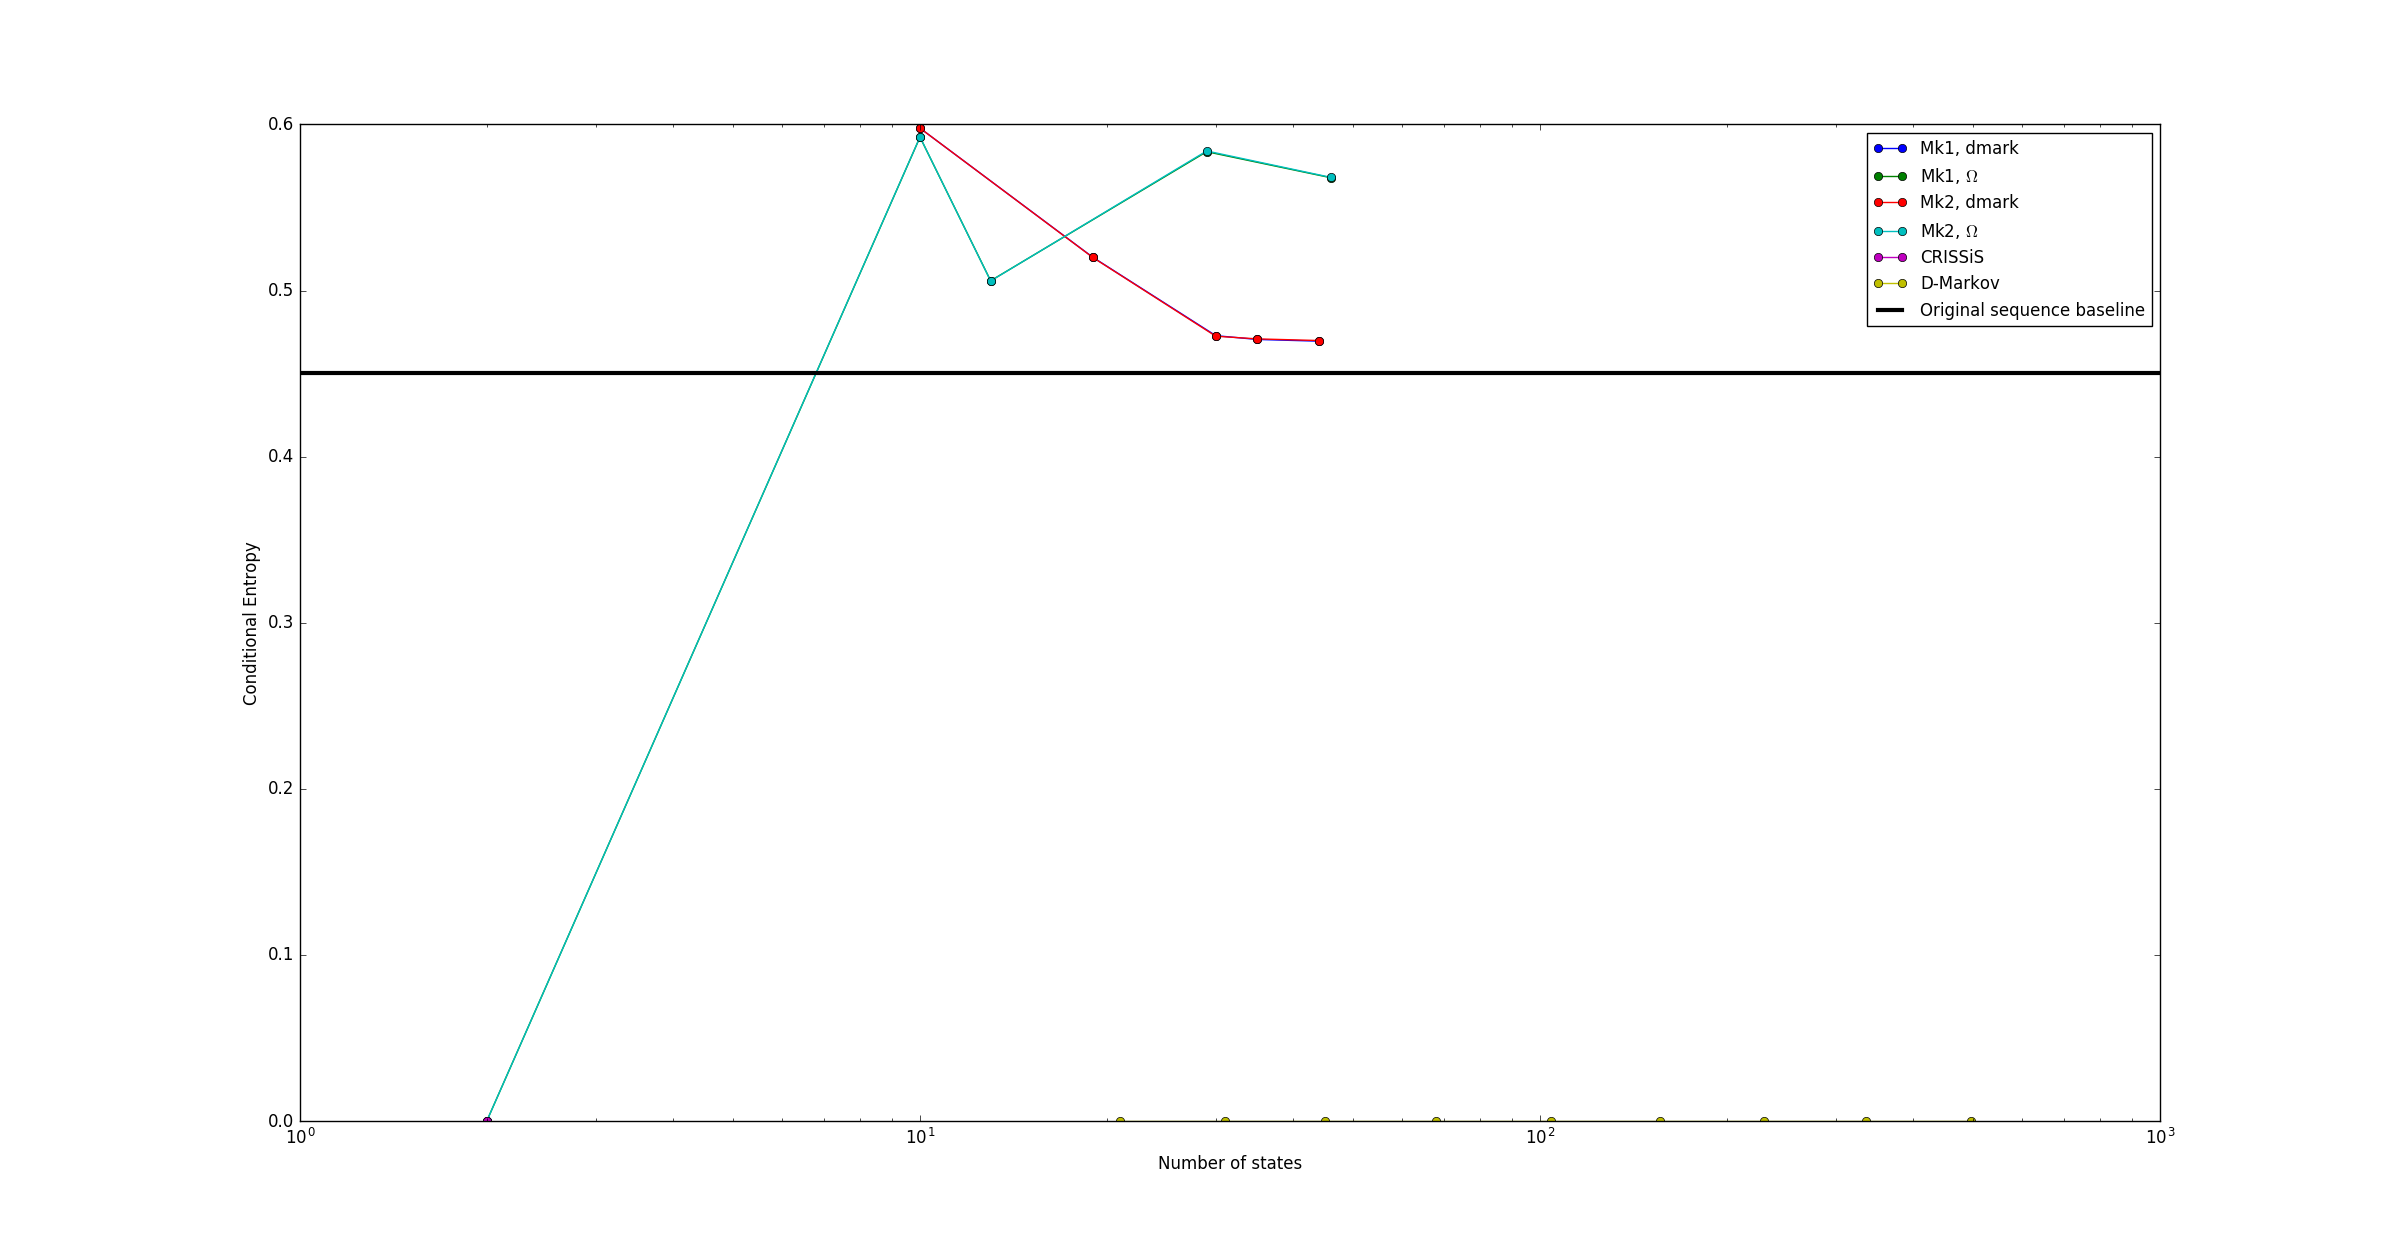 0.6
0.5
0.4
0.3
0.2
0.1
0.0
Conditional Entropy
10^0
10^1
10^2
10^3
Number of states
Mk1, dmark
Mk1, Ω
Mk2, dmark
Mk2, Ω
CRISSiS
D-Markov
Original sequence baseline